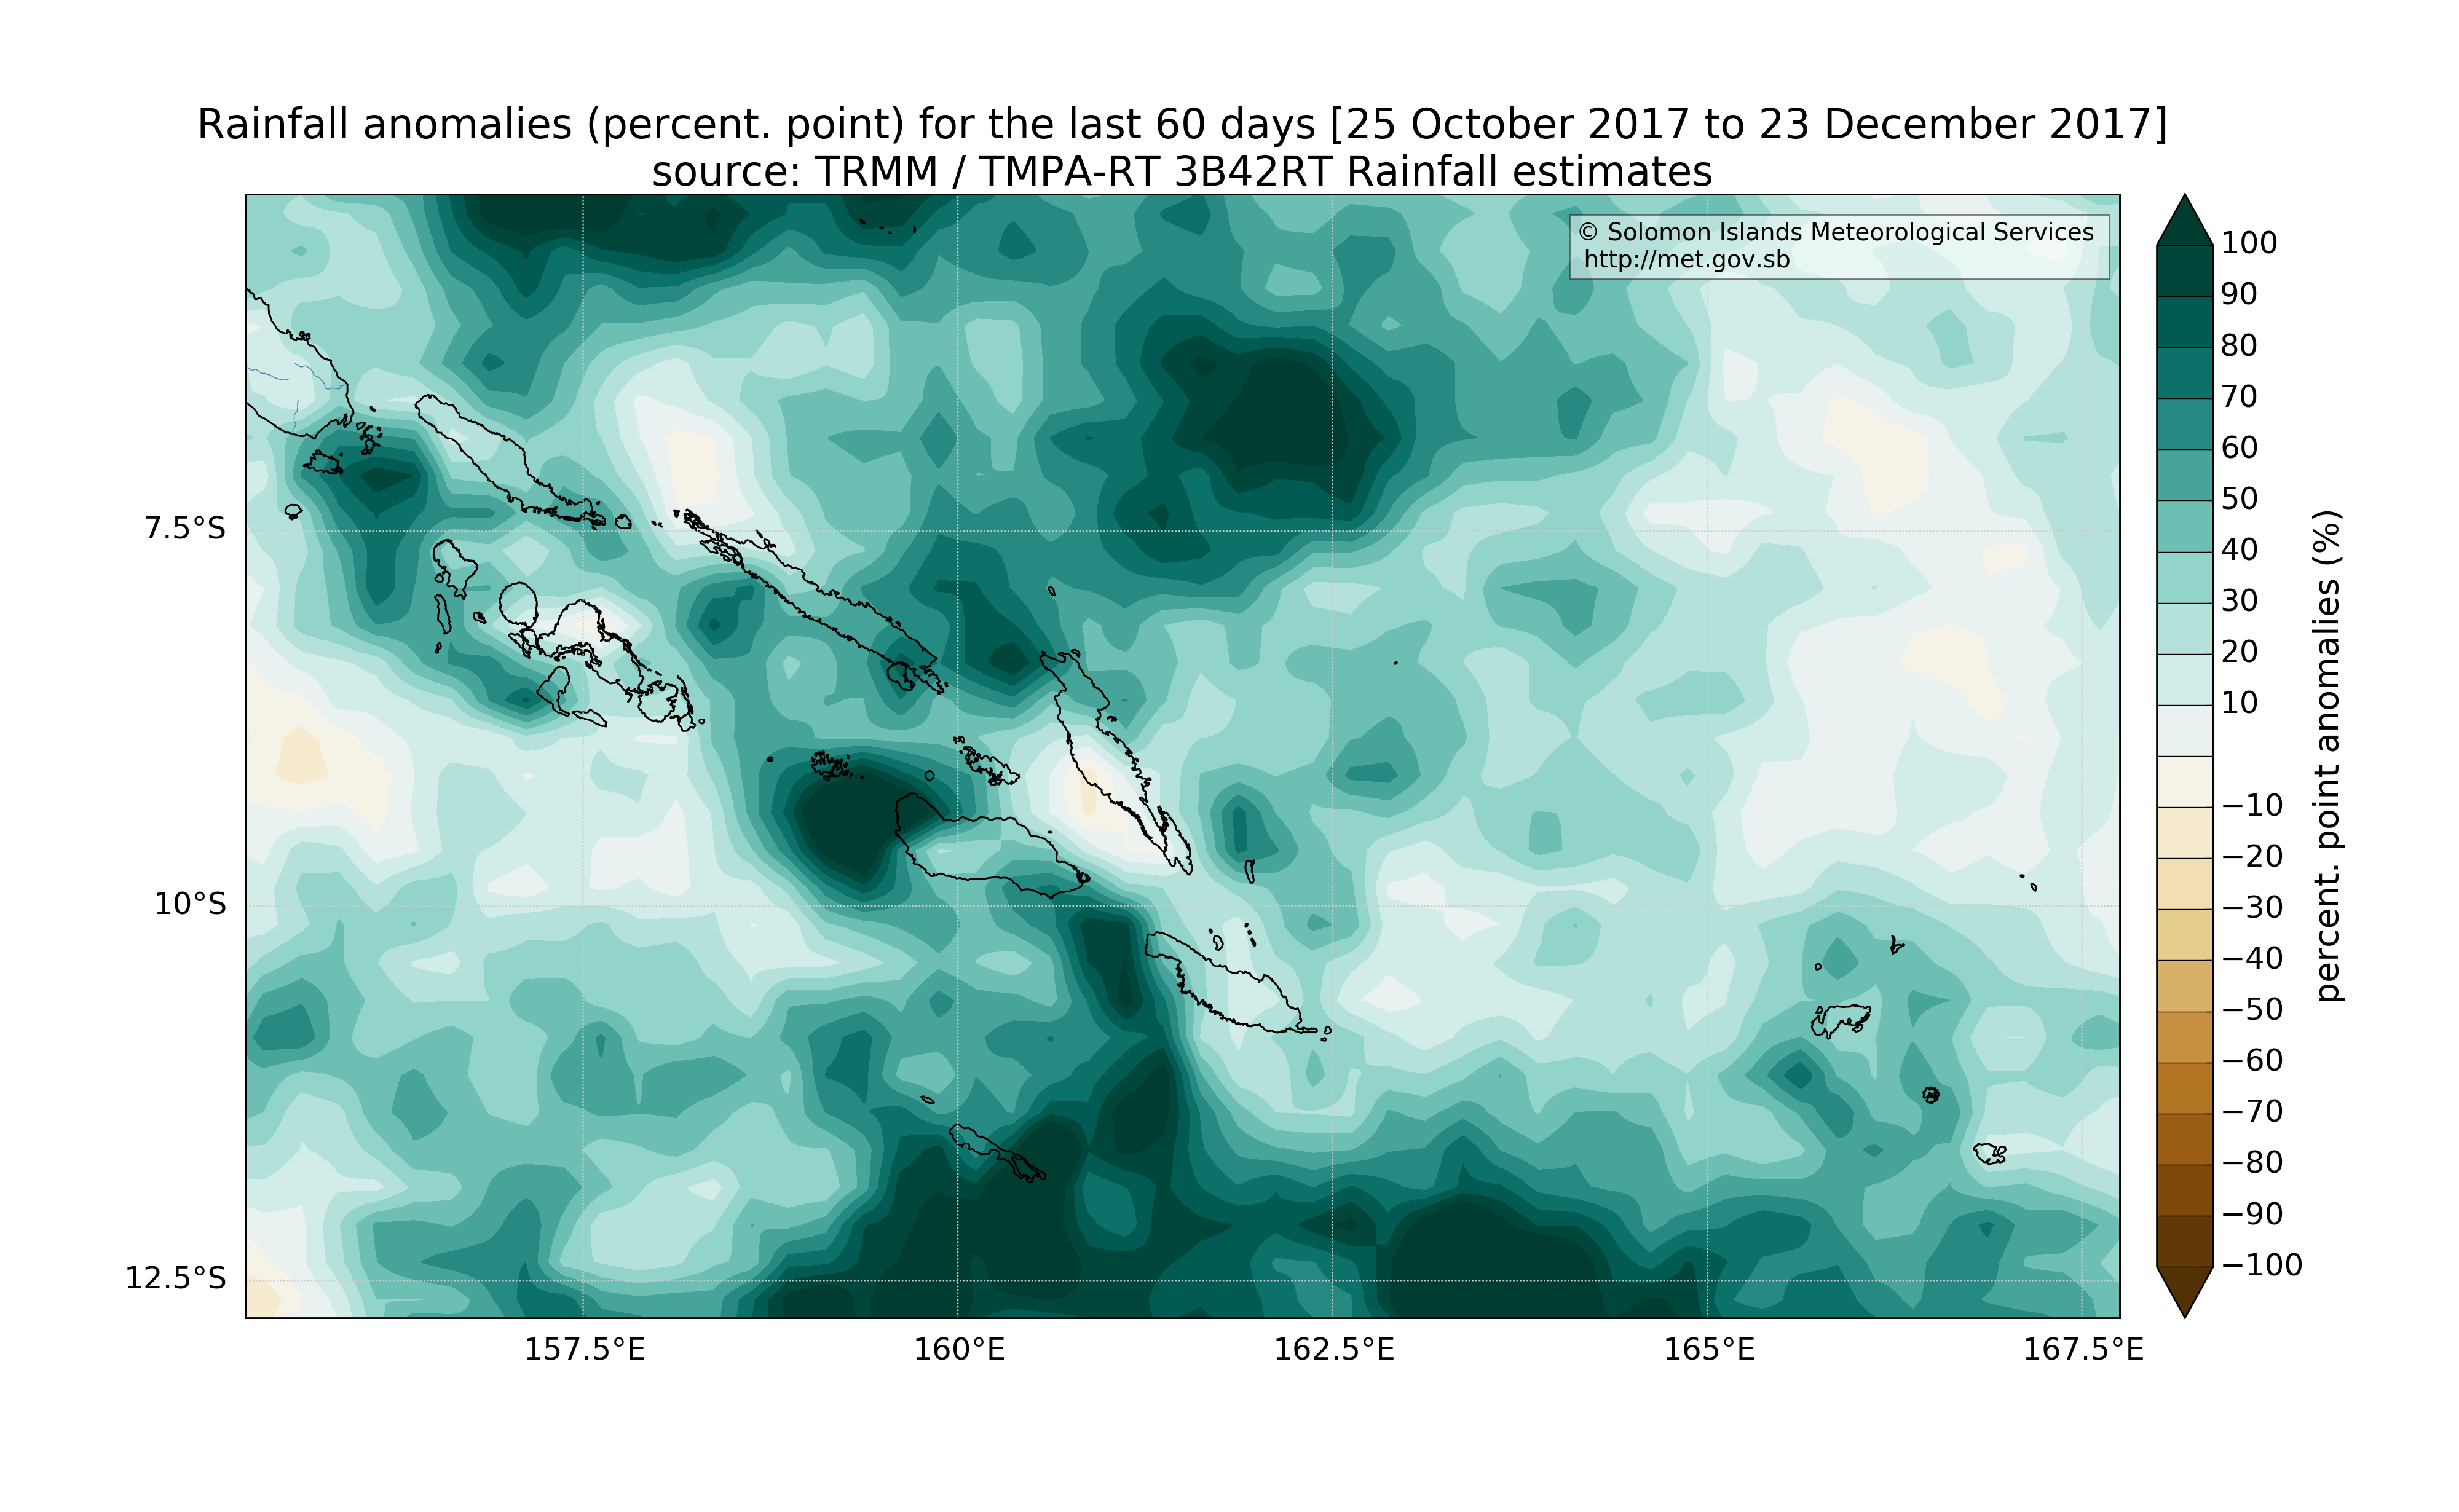 Rainfall anomalies (percent. point) for the last 60 days [25 October 2017 to 23 December 2017]
source: TRMM / TMPA-RT 3B42RT Rainfall estimates
© Solomon Islands Meteorological Services
http://met.gov.sb
7.5°S
10°S
12.5°S
157.5°E
160°E
162.5°E
165°E
167.5°E
100
90
80
70
60
50
40
30
20
10
−10
−20
−30
−40
−50
−60
−70
−80
−90
−100
percent. point anomalies (%)